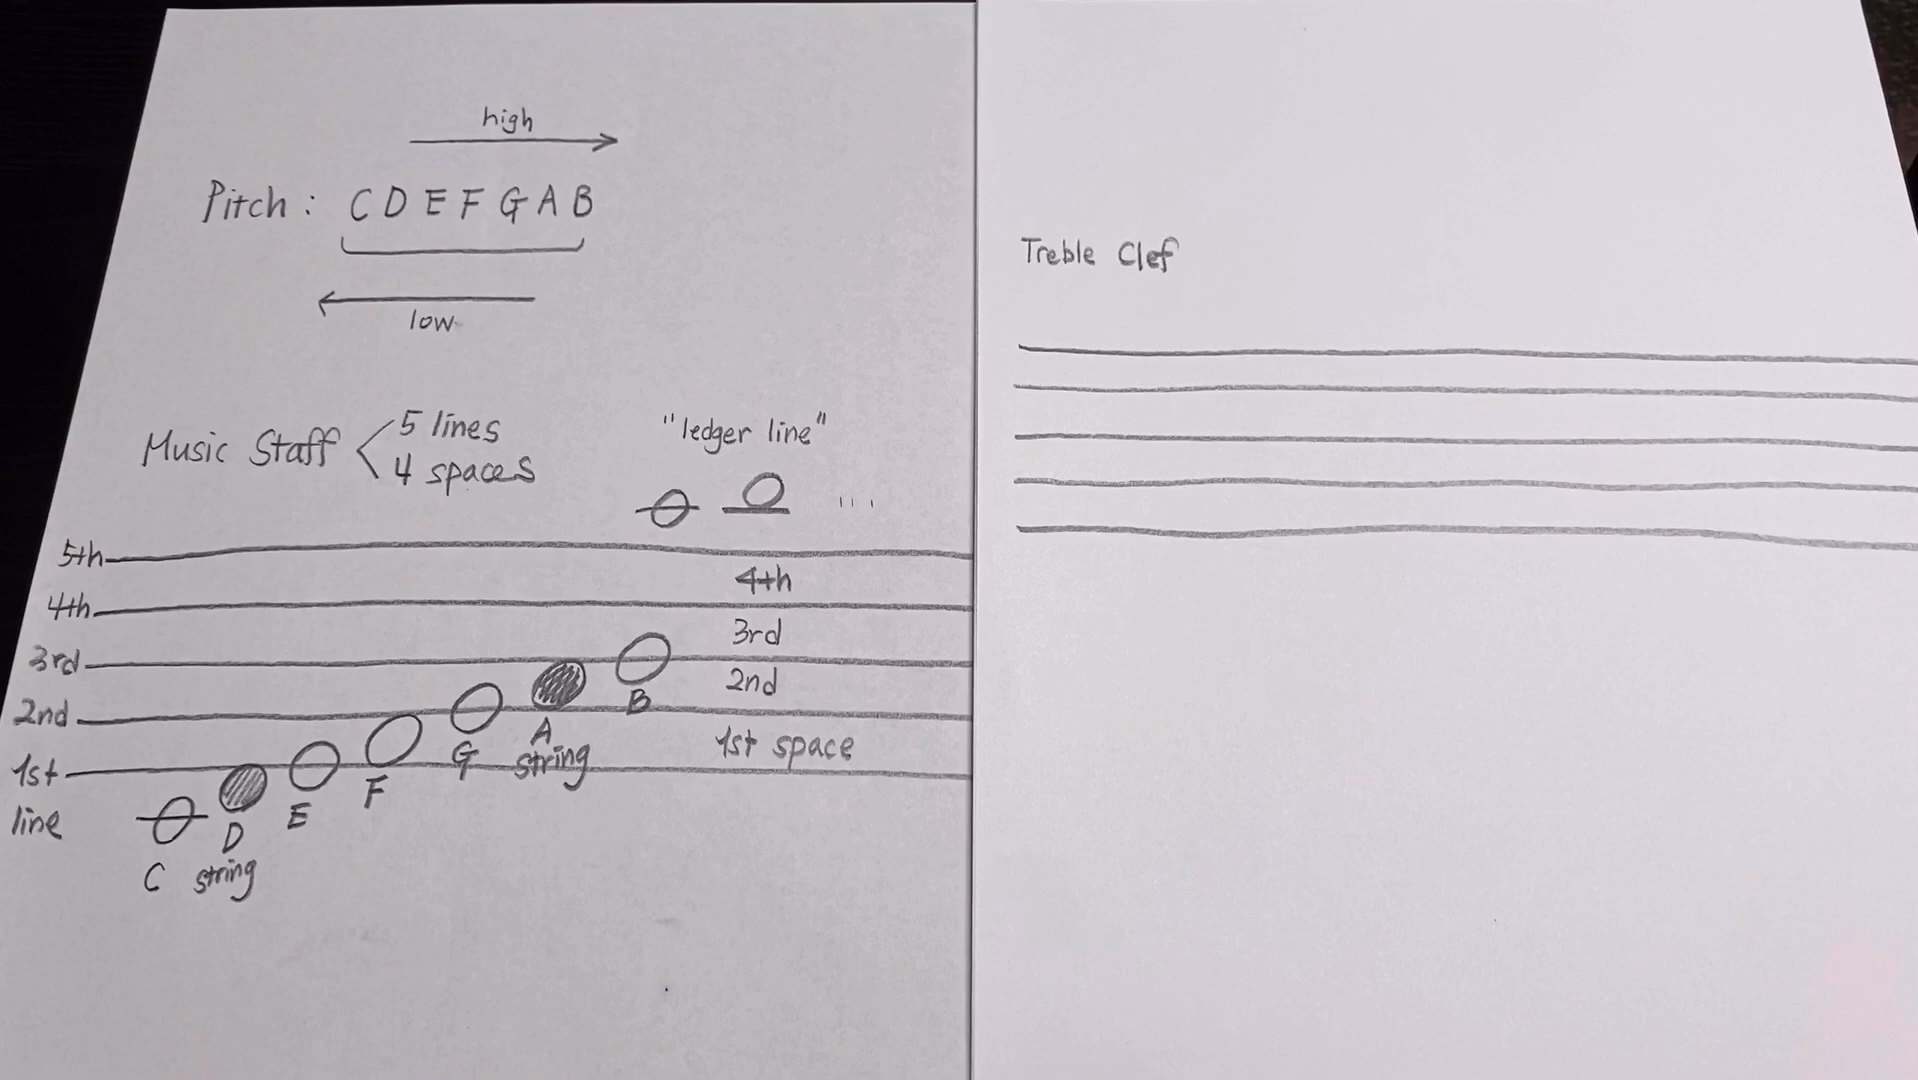 high
Pitch: C D E F G A B
low
Music Staff
5 lines
4 spaces
"ledger line"
...
5th
4th
4th
3rd
3rd
2nd
2nd
1st space
1st
line
C
D
string
E
F
G
A
string
B
Treble Clef